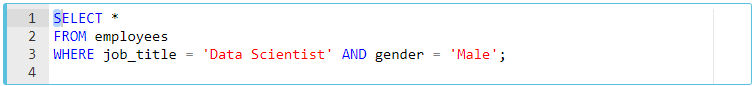 1 SELECT *
2 FROM employees
3 WHERE job_title = 'Data Scientist' AND gender = 'Male';
4